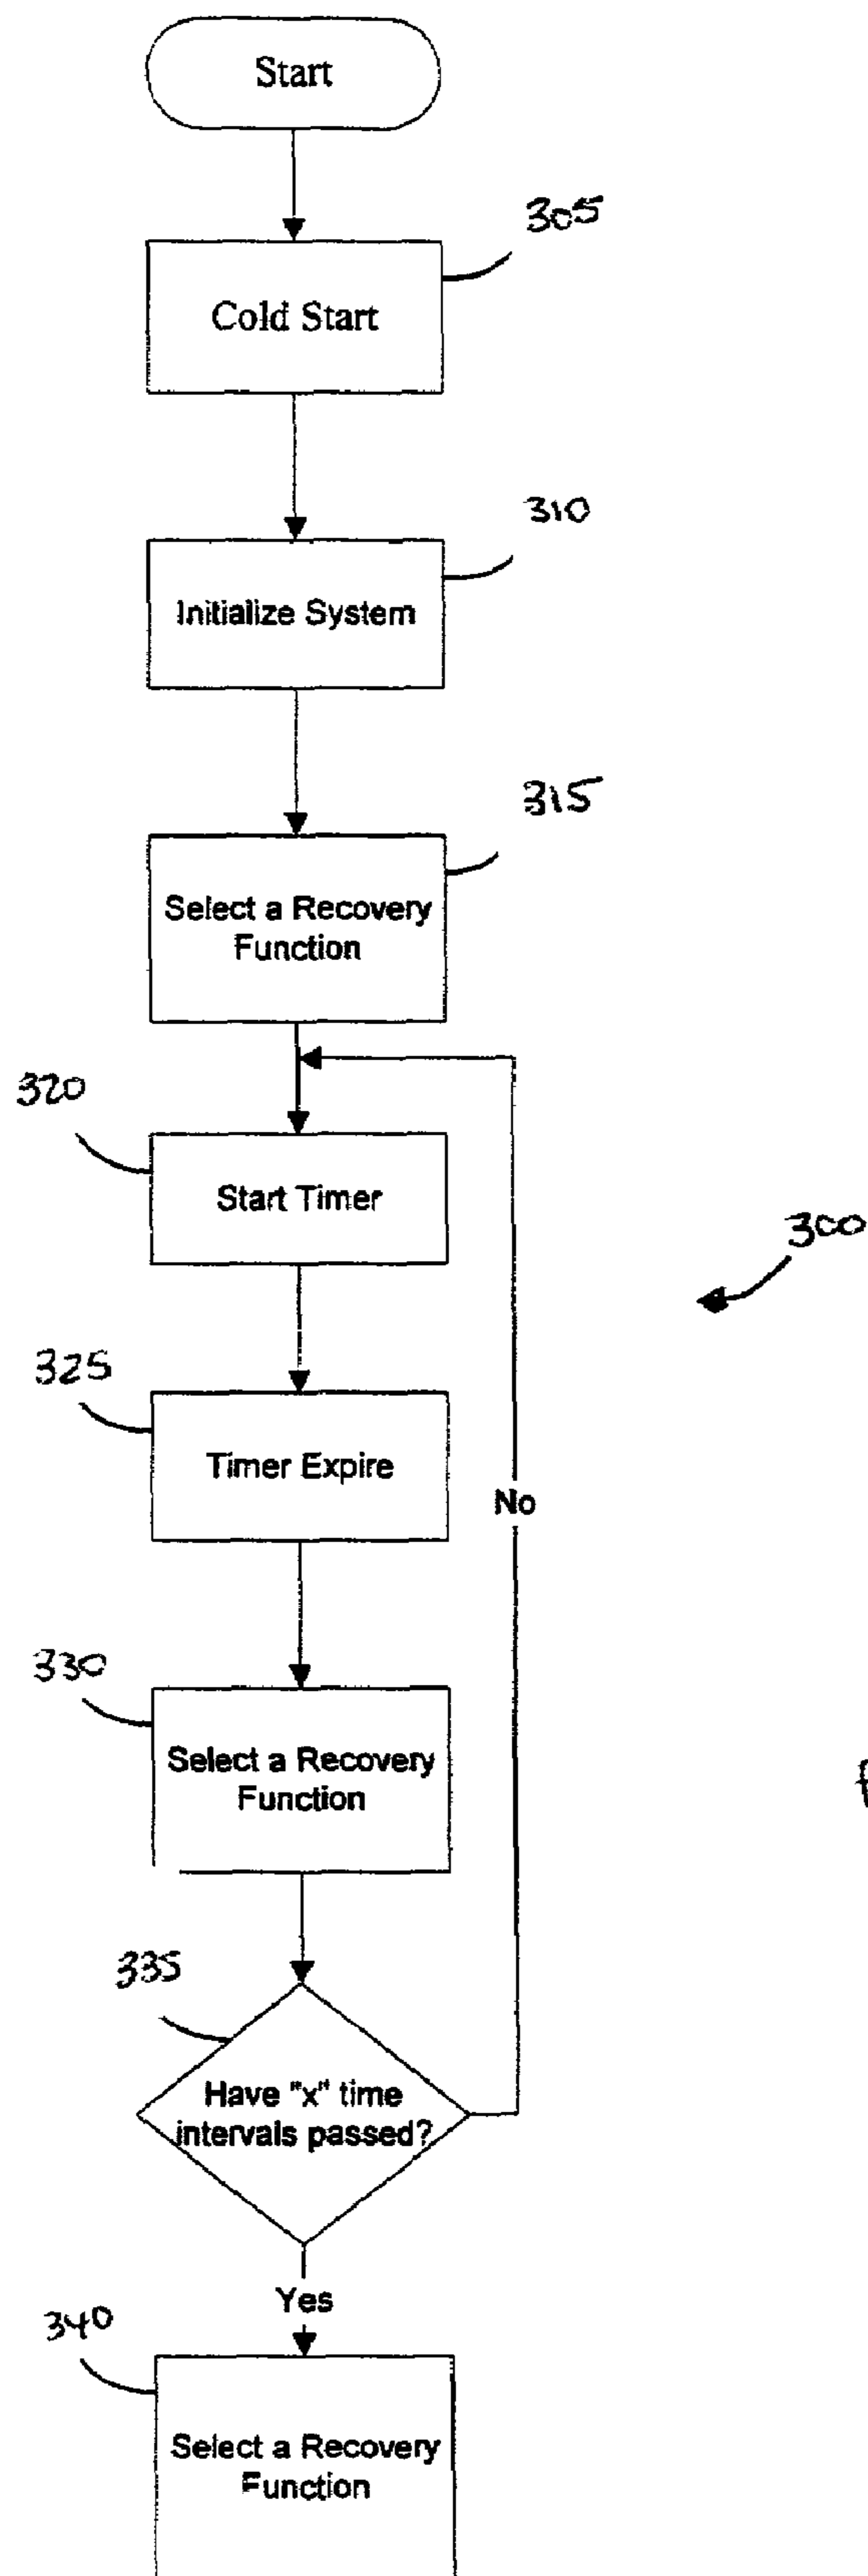 Start
305
Cold Start
310
Initialize System
315
Select a Recovery
Function
320
Start Timer
300
325
Timer Expire
No
330
Select a Recovery
Function
335
Have "x" time
intervals passed?
Yes
340
Select a Recovery
Function